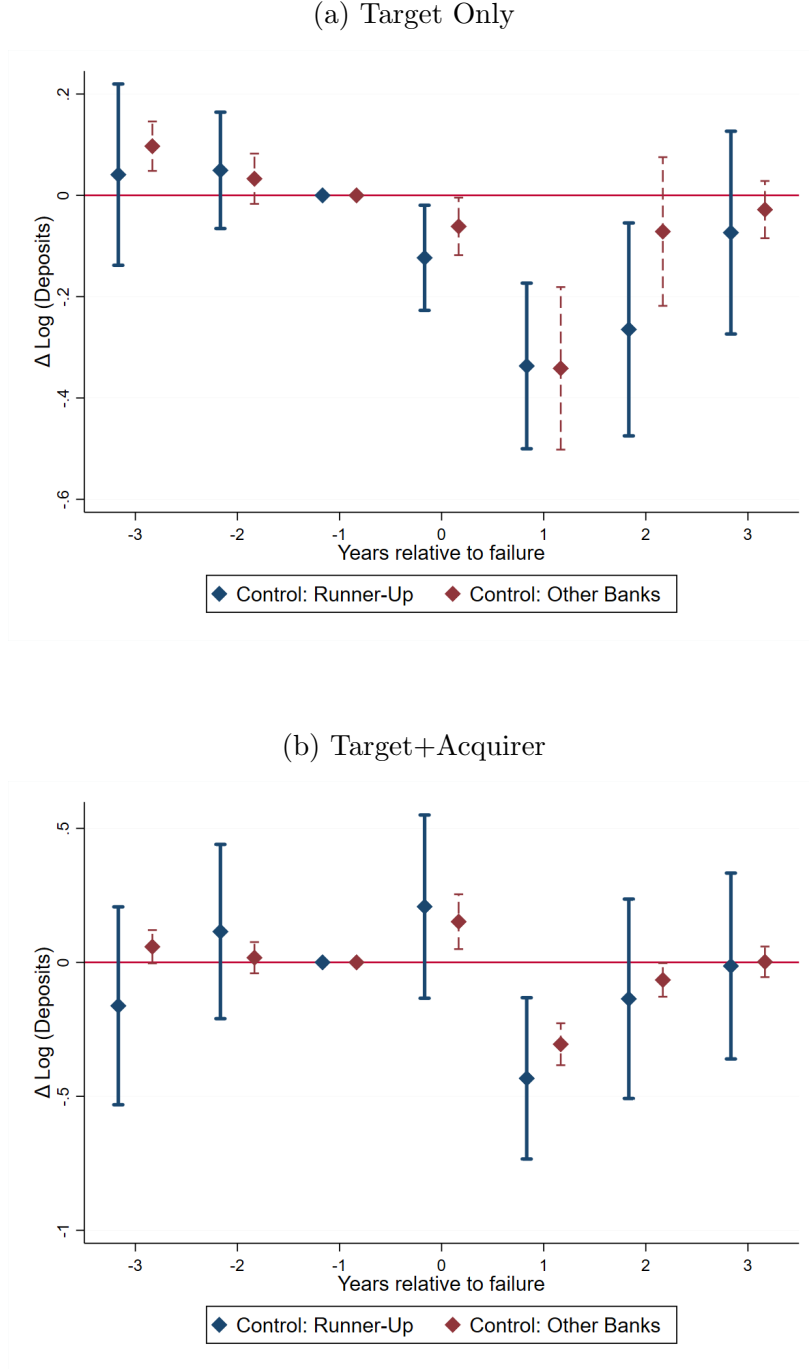 (a) Target Only
Δ Log (Deposits)
.2
0
-.2
-.4
-.6
-3 -2 -1 0 1 2 3
Years relative to failure
Control: Runner-Up Control: Other Banks
(b) Target+Acquirer
Δ Log (Deposits)
.5
0
-.5
-1
-3 -2 -1 0 1 2 3
Years relative to failure
Control: Runner-Up Control: Other Banks